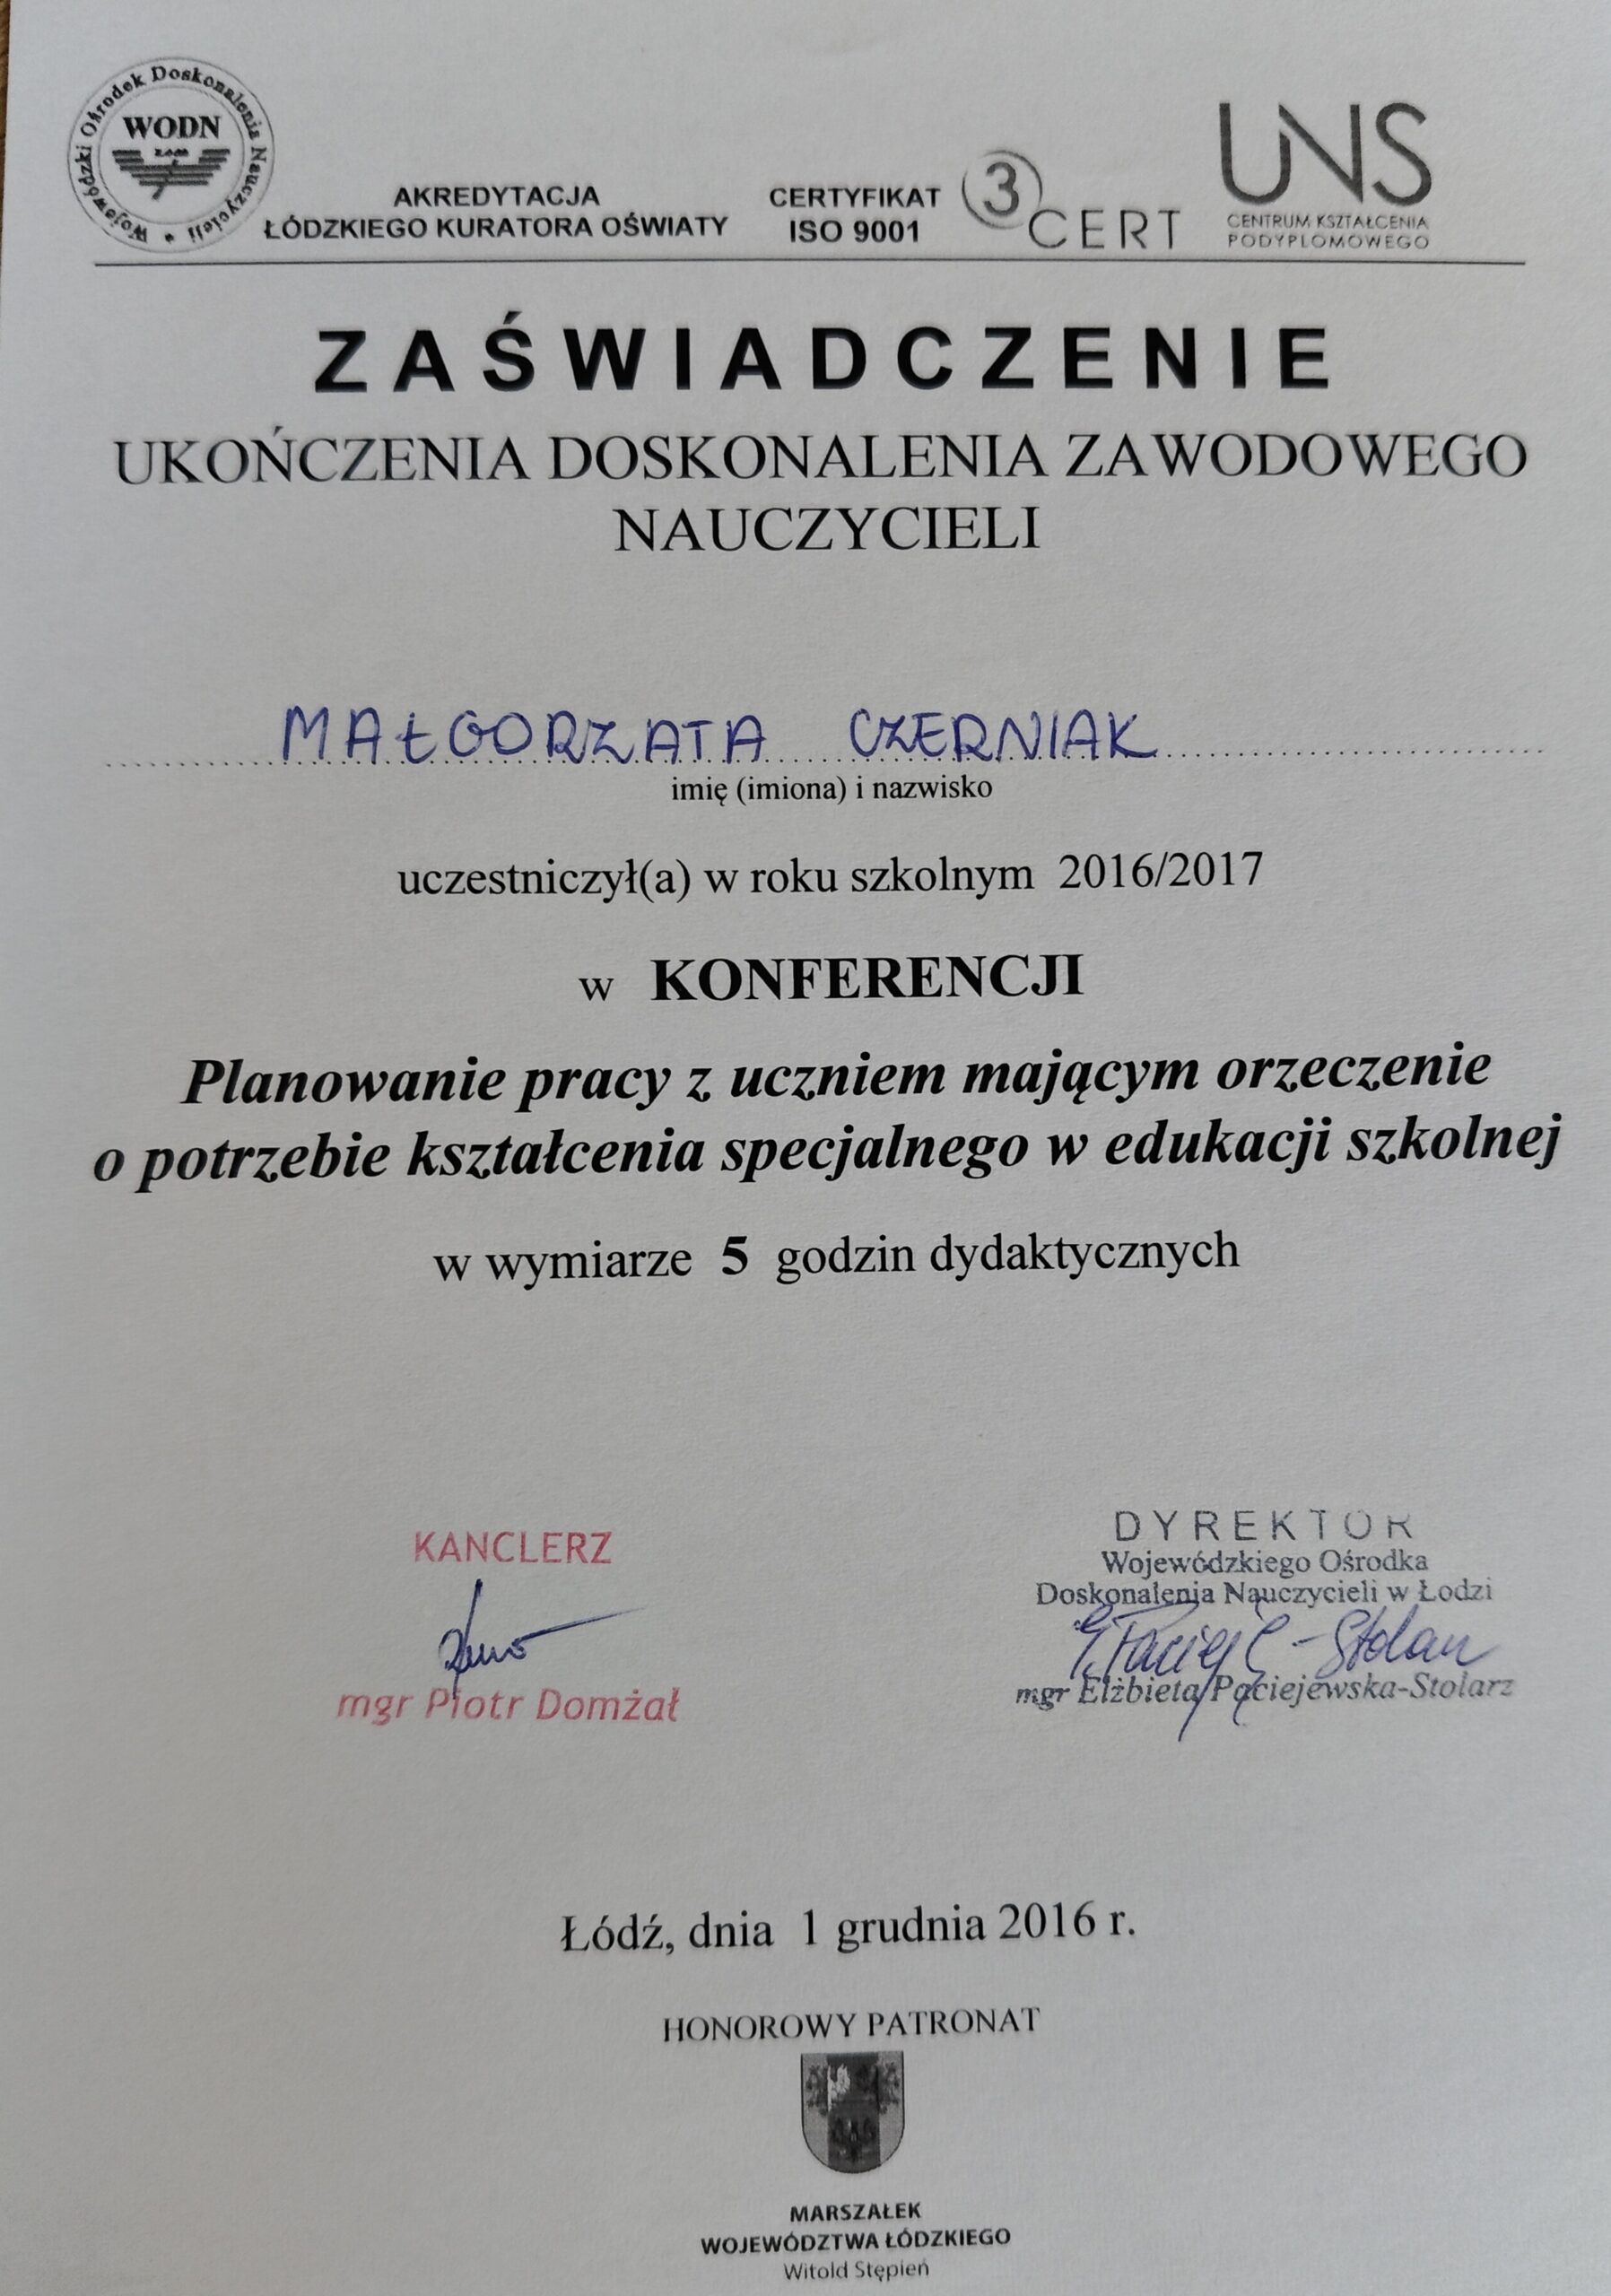 Wojewódzki Ośrodek Doskonalenia Nauczycieli
WODN
AKREDYTACJA
ŁÓDZKIEGO KURATORA OŚWIATY
CERTYFIKAT
ISO 9001
3CERT
UNS
CENTRUM KSZTAŁCENIA
PODYPLOMOWEGO
ZAŚWIADCZENIE
UKOŃCZENIA DOSKONALENIA ZAWODOWEGO
NAUCZYCIELI
MAŁGORZATA CZERNIAK
imię (imiona) i nazwisko
uczestniczył(a) w roku szkolnym 2016/2017
w KONFERENCJI
Planowanie pracy z uczniem mającym orzeczenie
o potrzebie kształcenia specjalnego w edukacji szkolnej
w wymiarze 5 godzin dydaktycznych
KANCLERZ
mgr Piotr Domżał
DYREKTOR
Wojewódzkiego Ośrodka
Doskonalenia Nauczycieli w Łodzi
mgr Elżbieta Paciejewska-Stolarz
Łódź, dnia 1 grudnia 2016 r.
HONOROWY PATRONAT
MARSZAŁEK
WOJEWÓDZTWA ŁÓDZKIEGO
Witold Stępień